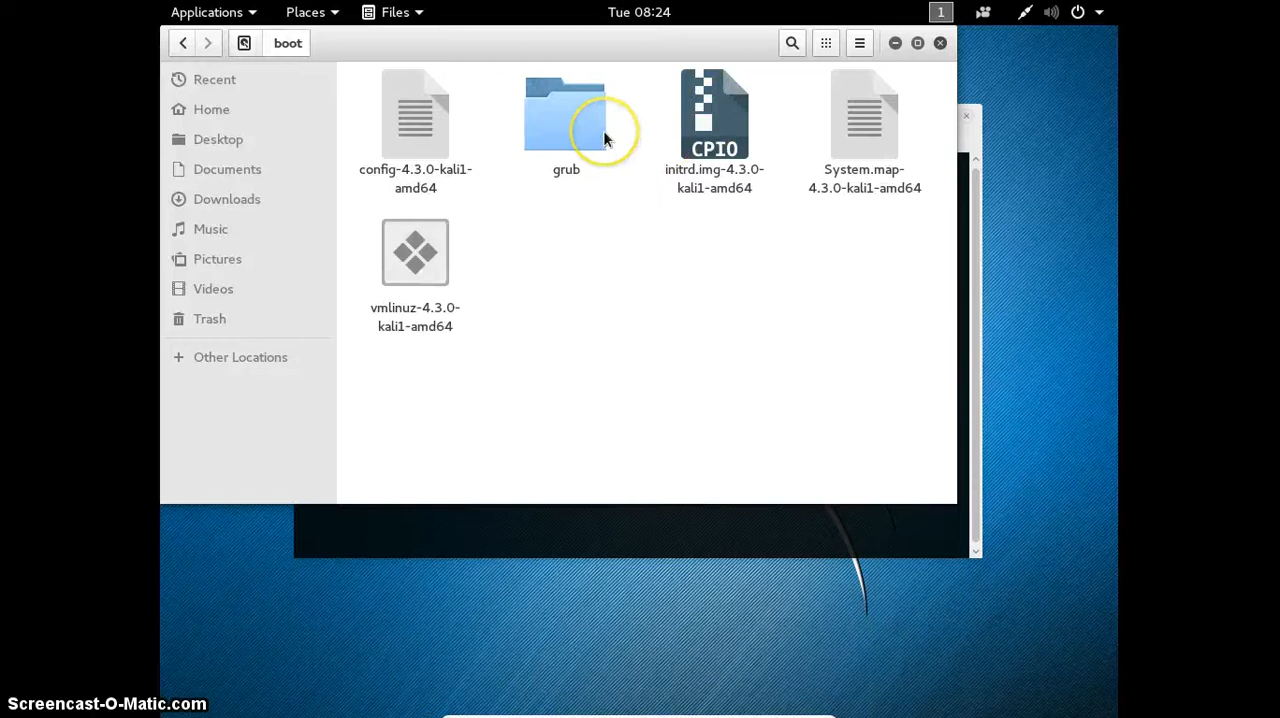 Applications Places Files Tue 08:24 1
boot
Recent
Home
Desktop
Documents
Downloads
Music
Pictures
Videos
Trash
Other Locations
config-4.3.0-kali1-
amd64
grub
CPIO
initrd.img-4.3.0-
kali1-amd64
System.map-
4.3.0-kali1-amd64
vmlinuz-4.3.0-
kali1-amd64
Screencast-O-Matic.com